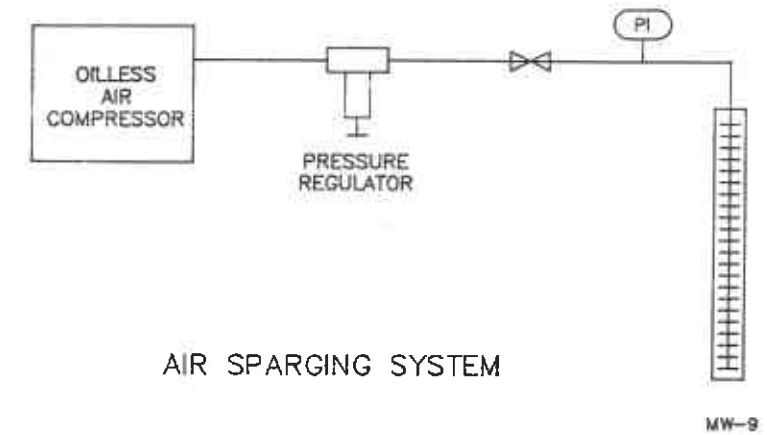 PI
OILLESS
AIR
COMPRESSOR
PRESSURE
REGULATOR
AIR SPARGING SYSTEM
MW-9